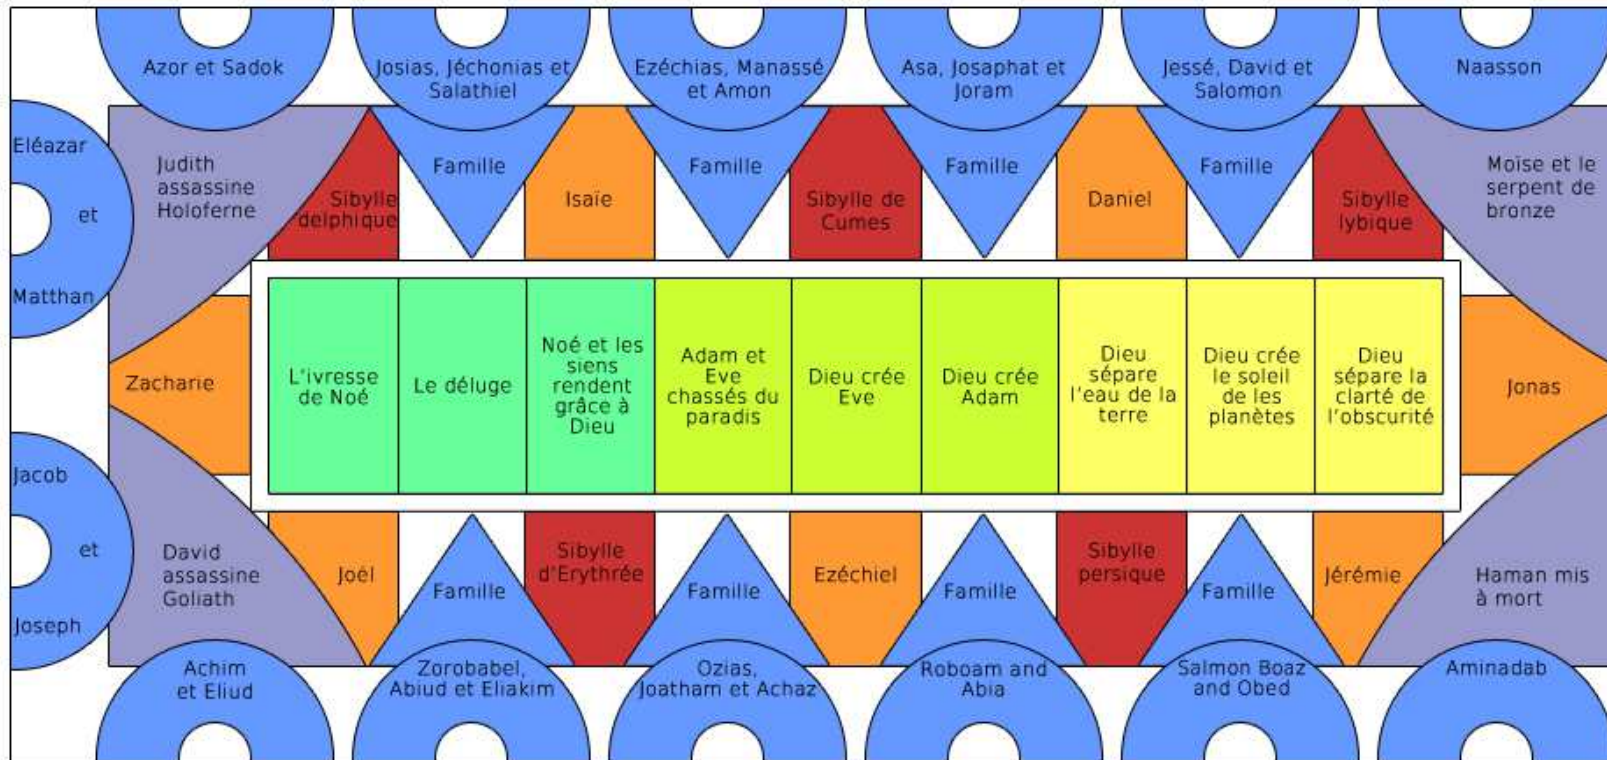 Azor et Sadok
Josias, Jéchonias et
Salathiel
Ezéchias, Manassé
et Amon
Asa, Josaphat et
Joram
Jessé, David et
Salomon
Naasson
Eléazar
et
Matthan
Judith
assassine
Holoferne
Sibylle
delphique
Famille
Isaïe
Famille
Sibylle de
Cumes
Famille
Daniel
Famille
Sibylle
lybique
Moïse et le
serpent de
bronze
Zacharie
L'ivresse
de Noé
Le déluge
Noé et les
siens
rendent
grâce à
Dieu
Adam et
Eve
chassés du
paradis
Dieu crée
Eve
Dieu crée
Adam
Dieu
sépare
l'eau de la
terre
Dieu crée
le soleil
de les
planètes
Dieu
sépare la
clarté de
l'obscurité
Jonas
Jacob
et
Joseph
David
assassine
Goliath
Joél
Famille
Sibylle
d'Erythrée
Famille
Ezéchiel
Famille
Sibylle
persique
Famille
Jérémie
Haman mis
à mort
Achim
et Eliud
Zorobabel,
Abiud et Eliakim
Ozias,
Joatham et Achaz
Roboam and
Abia
Salmon Boaz
and Obed
Aminadab